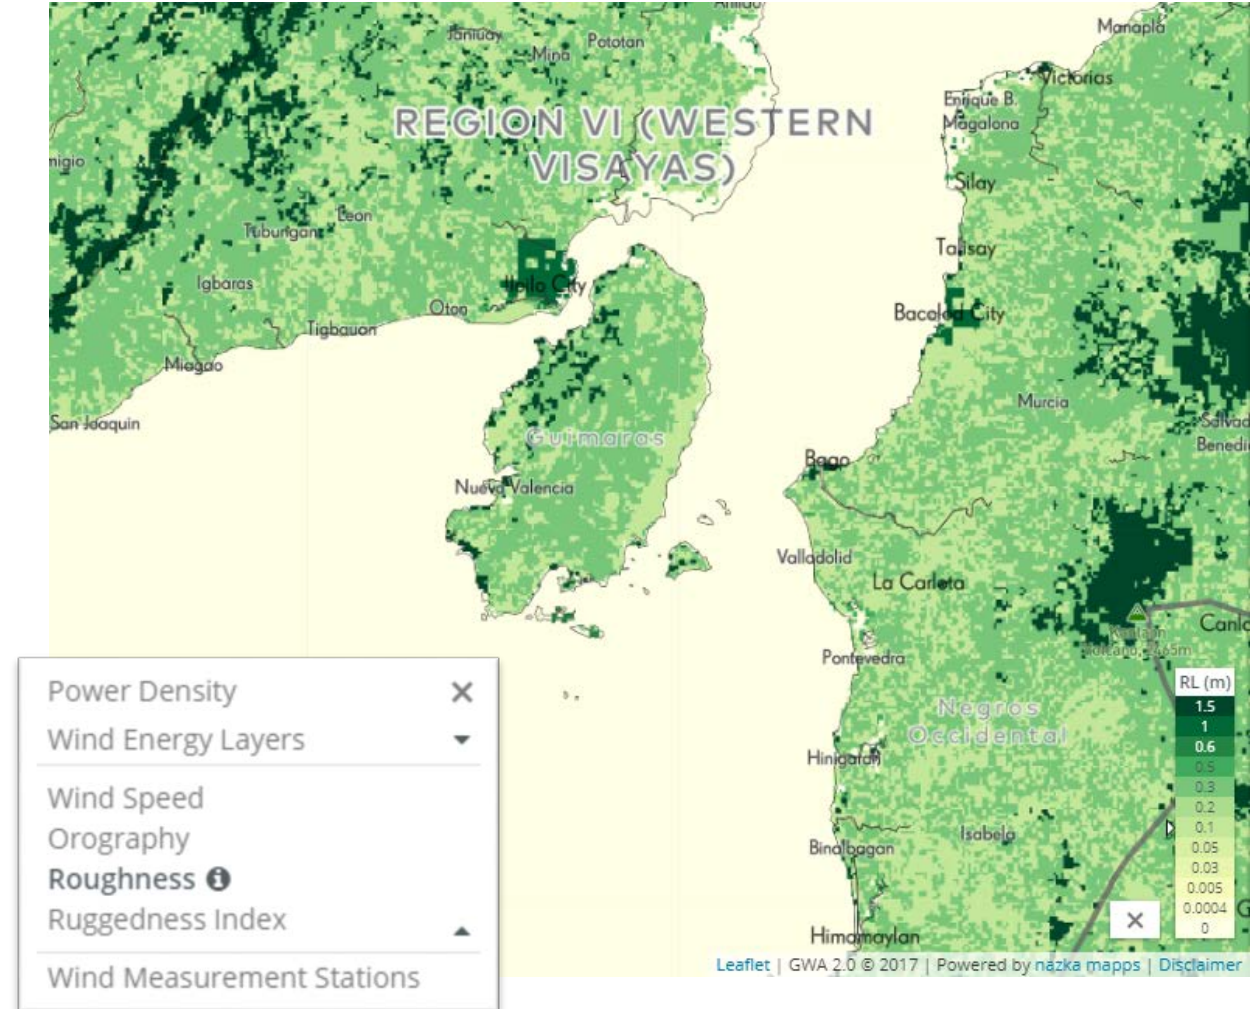 Janiuay
Mina
Pototan
Manapla
Victorias
Enrique B.
Magalona
REGION VI (WESTERN
VISAYAS)
migio
Silay
Leon
Tubungan
Talisay
Igbaras
Iloilo City
Oton
Bacolod City
Tigbauan
Miagao
Murcia
San Joaquin
Guimaras
Bago
Nueva Valencia
Valladolid
La Carlota
Volcano, 2465m
Pontevedra
Negros
Occidental
Hinigaran
Isabela
Binalbagan
Himamaylan
RL (m)
1.5
1
0.6
0.5
0.3
0.2
0.1
0.05
0.03
0.005
0.0004
0
Power Density
Wind Energy Layers
Wind Speed
Orography
Roughness
Ruggedness Index
Wind Measurement Stations
Leaflet | GWA 2.0 © 2017 | Powered by nazka mapps | Disclaimer